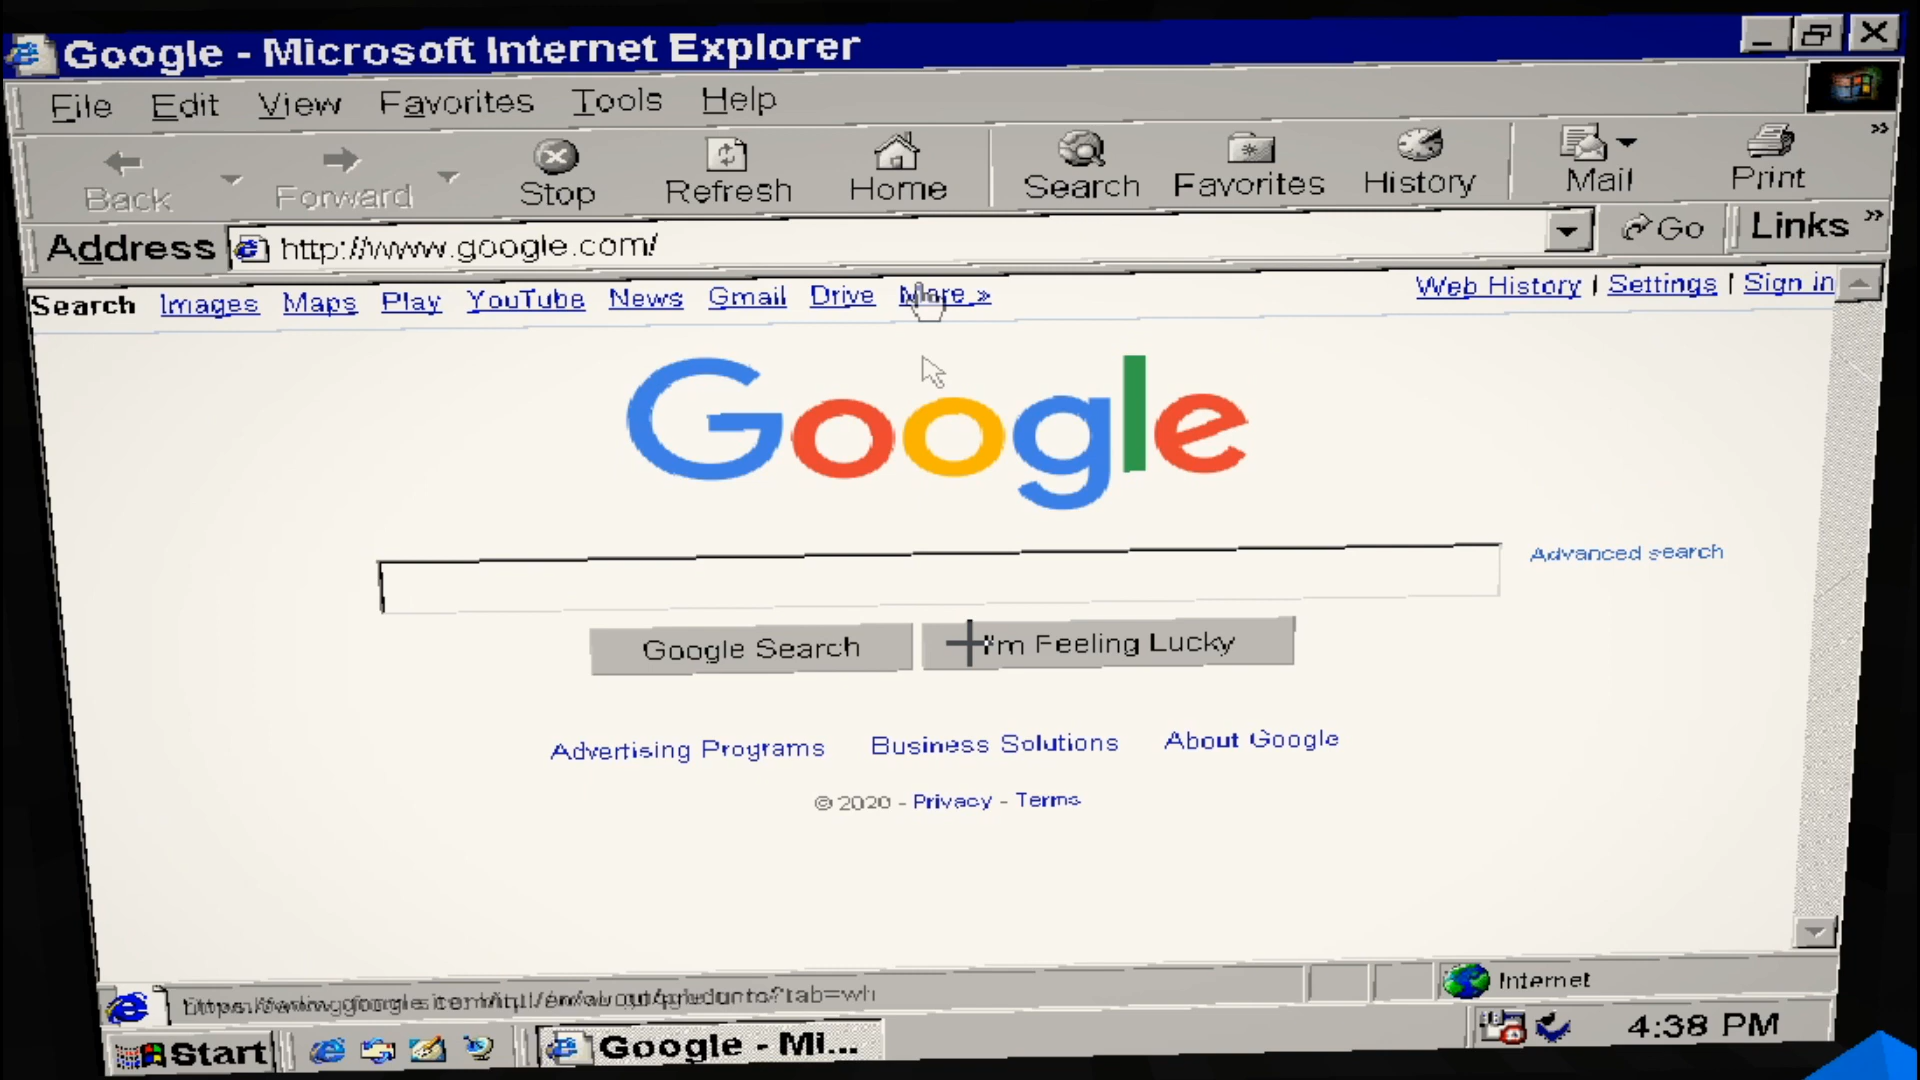 Google - Microsoft Internet Explorer
File Edit View Favorites Tools Help
Back Forward Stop Refresh Home Search Favorites History Mail Print »
Address http://www.google.com/ Go Links »
Search Images Maps Play YouTube News Gmail Drive More » Web History | Settings | Sign in
Google
Advanced search
Google Search I'm Feeling Lucky
Advertising Programs Business Solutions About Google
© 2020 - Privacy - Terms
Internet
Start Google - Mi... 4:38 PM